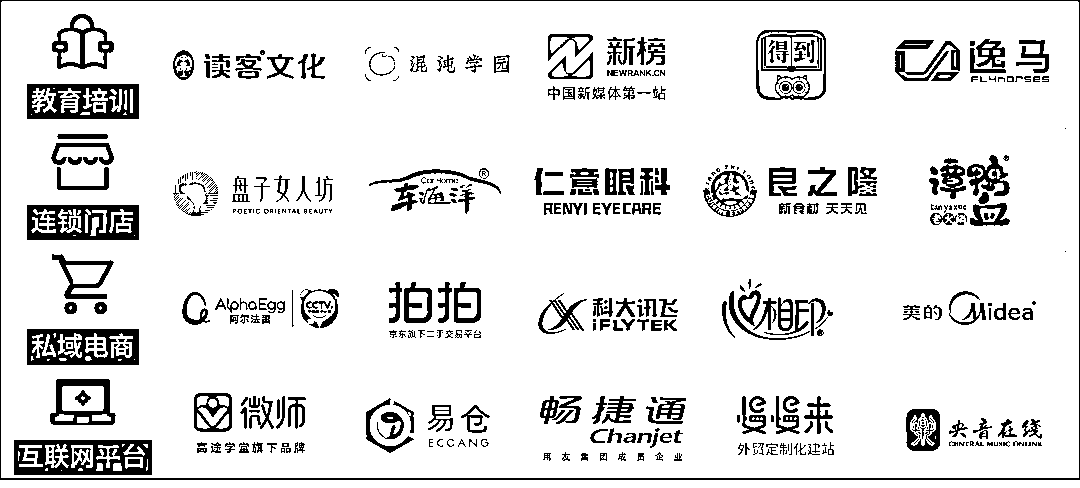 教育培训
读客®文化
混沌学园
新榜
NEWRANK.CN
中国新媒体第一站
得到
逸马
FLYHORSES
连锁门店
盘子女人坊
POETIC ORIENTAL BEAUTY
Car Home
车海洋®
仁意眼科
RENYI EYECARE
良之隆
新食材 天天见
谭鸭血
老火锅
私域电商
AlphaEgg
阿尔法蛋
CCTV
拍拍
京东旗下二手交易平台
科大讯飞
iFLYTEK
心相印
美的 Midea
互联网平台
微师
高途学堂旗下品牌
易仓
ECCANG
畅捷通
Chanjet
用友集团成员企业
慢慢来
外贸定制化建站
央音在线
CENTRAL MUSIC ONLINE